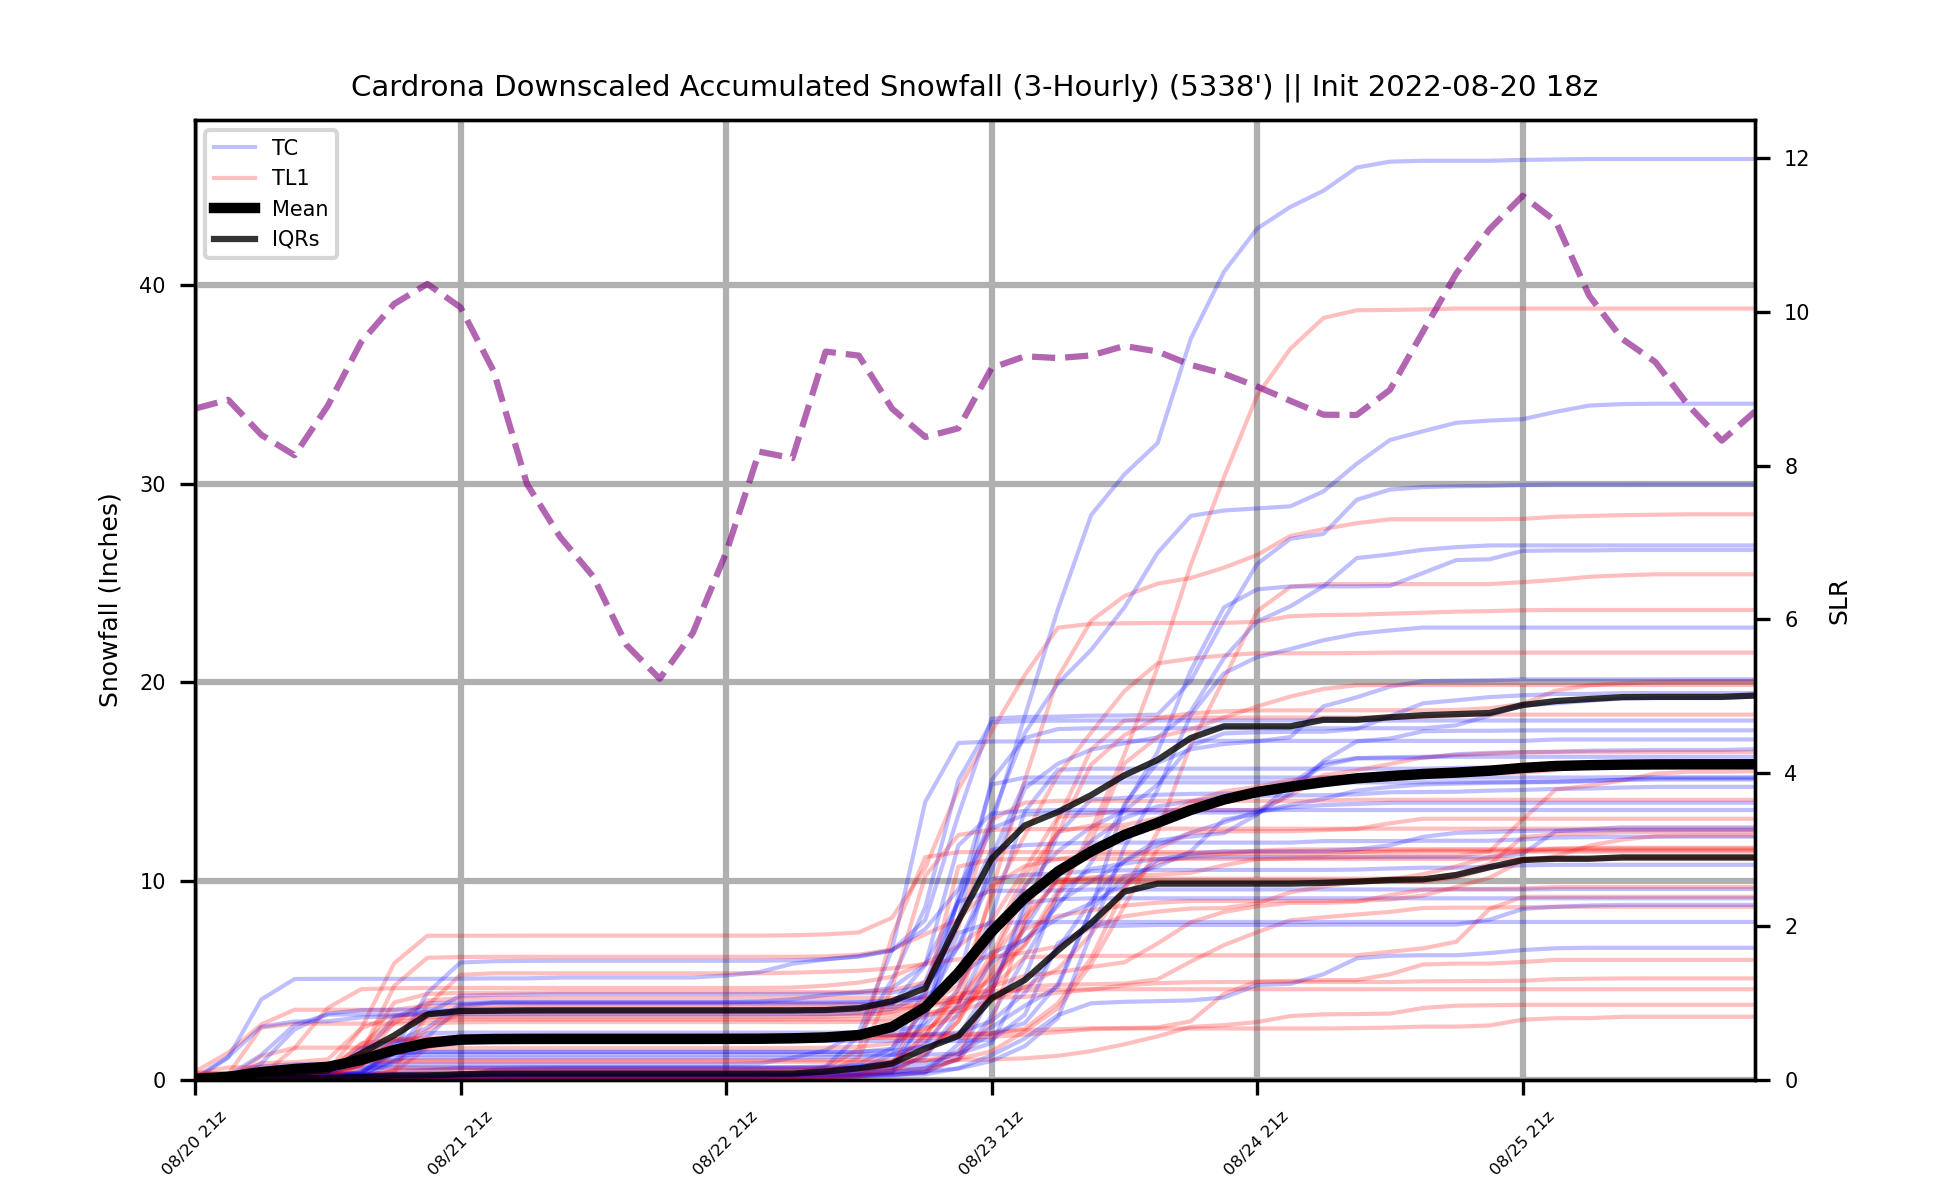 Cardrona Downscaled Accumulated Snowfall (3-Hourly) (5338') || Init 2022-08-20 18z
TC
TL1
Mean
IQRs
Snowfall (Inches)
40
30
20
10
0
12
10
8
6
4
2
0
SLR
08/20 21z
08/21 21z
08/22 21z
08/23 21z
08/24 21z
08/25 21z